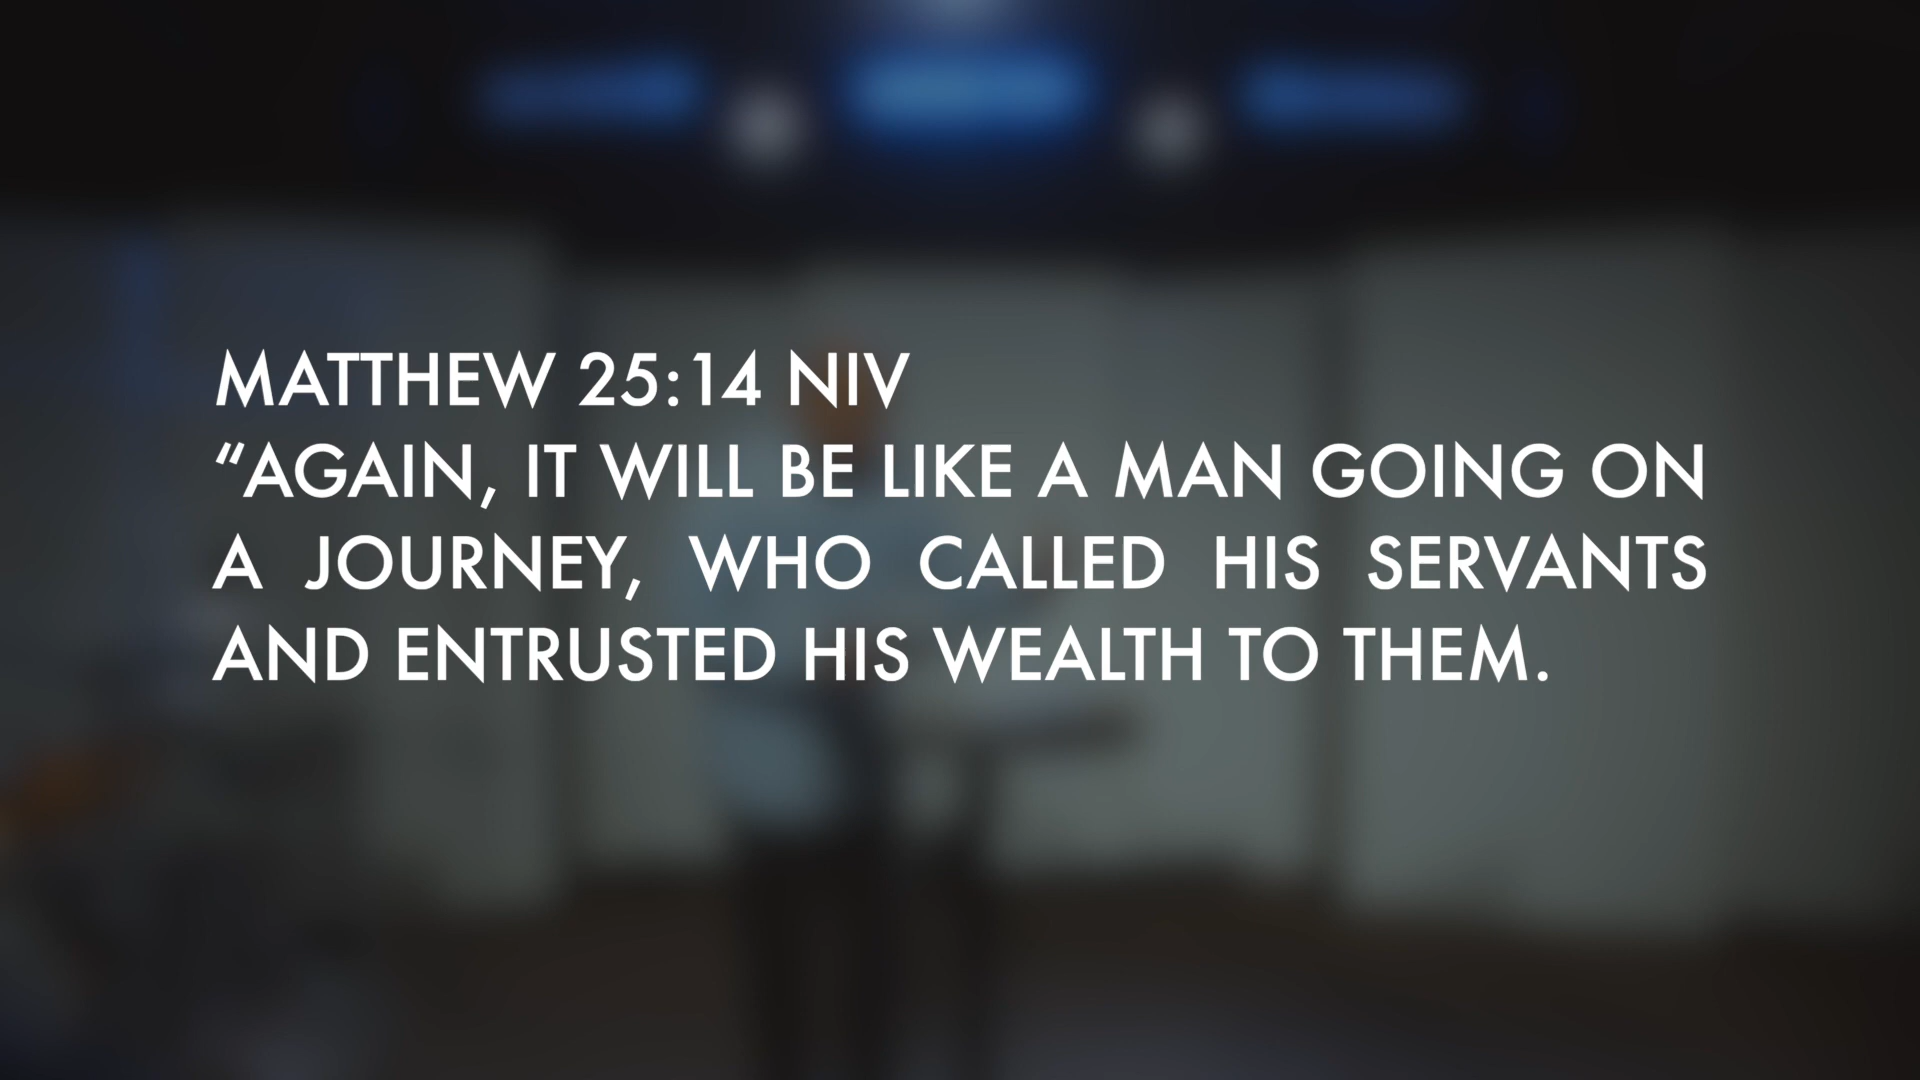 MATTHEW 25:14 NIV
“AGAIN, IT WILL BE LIKE A MAN GOING ON
A JOURNEY, WHO CALLED HIS SERVANTS
AND ENTRUSTED HIS WEALTH TO THEM.